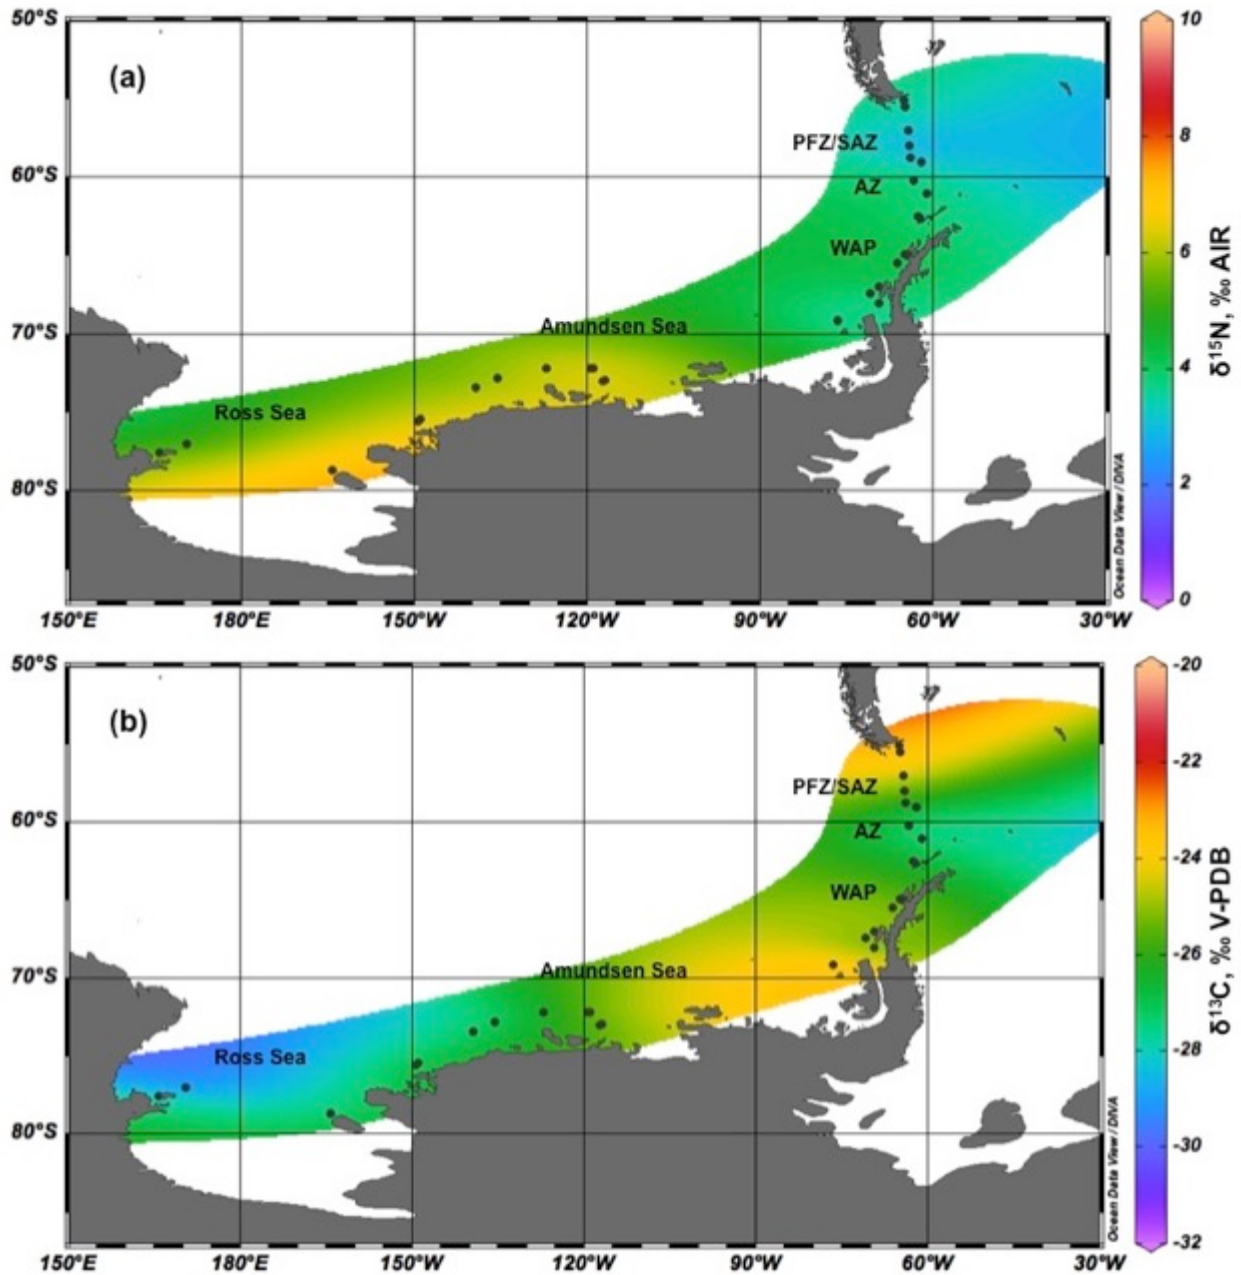 50°S
(a)
PFZ/SAZ
60°S
AZ
WAP
70°S
Amundsen Sea
Ross Sea
80°S
150°E 180°E 150°W 120°W 90°W 60°W 30°W
Ocean Data View / DIVA
10
8
6
4
2
0
δ15N, ‰ AIR
50°S
(b)
PFZ/SAZ
60°S
AZ
WAP
70°S
Amundsen Sea
Ross Sea
80°S
150°E 180°E 150°W 120°W 90°W 60°W 30°W
Ocean Data View / DIVA
-20
-22
-24
-26
-28
-30
-32
δ13C, ‰ V-PDB